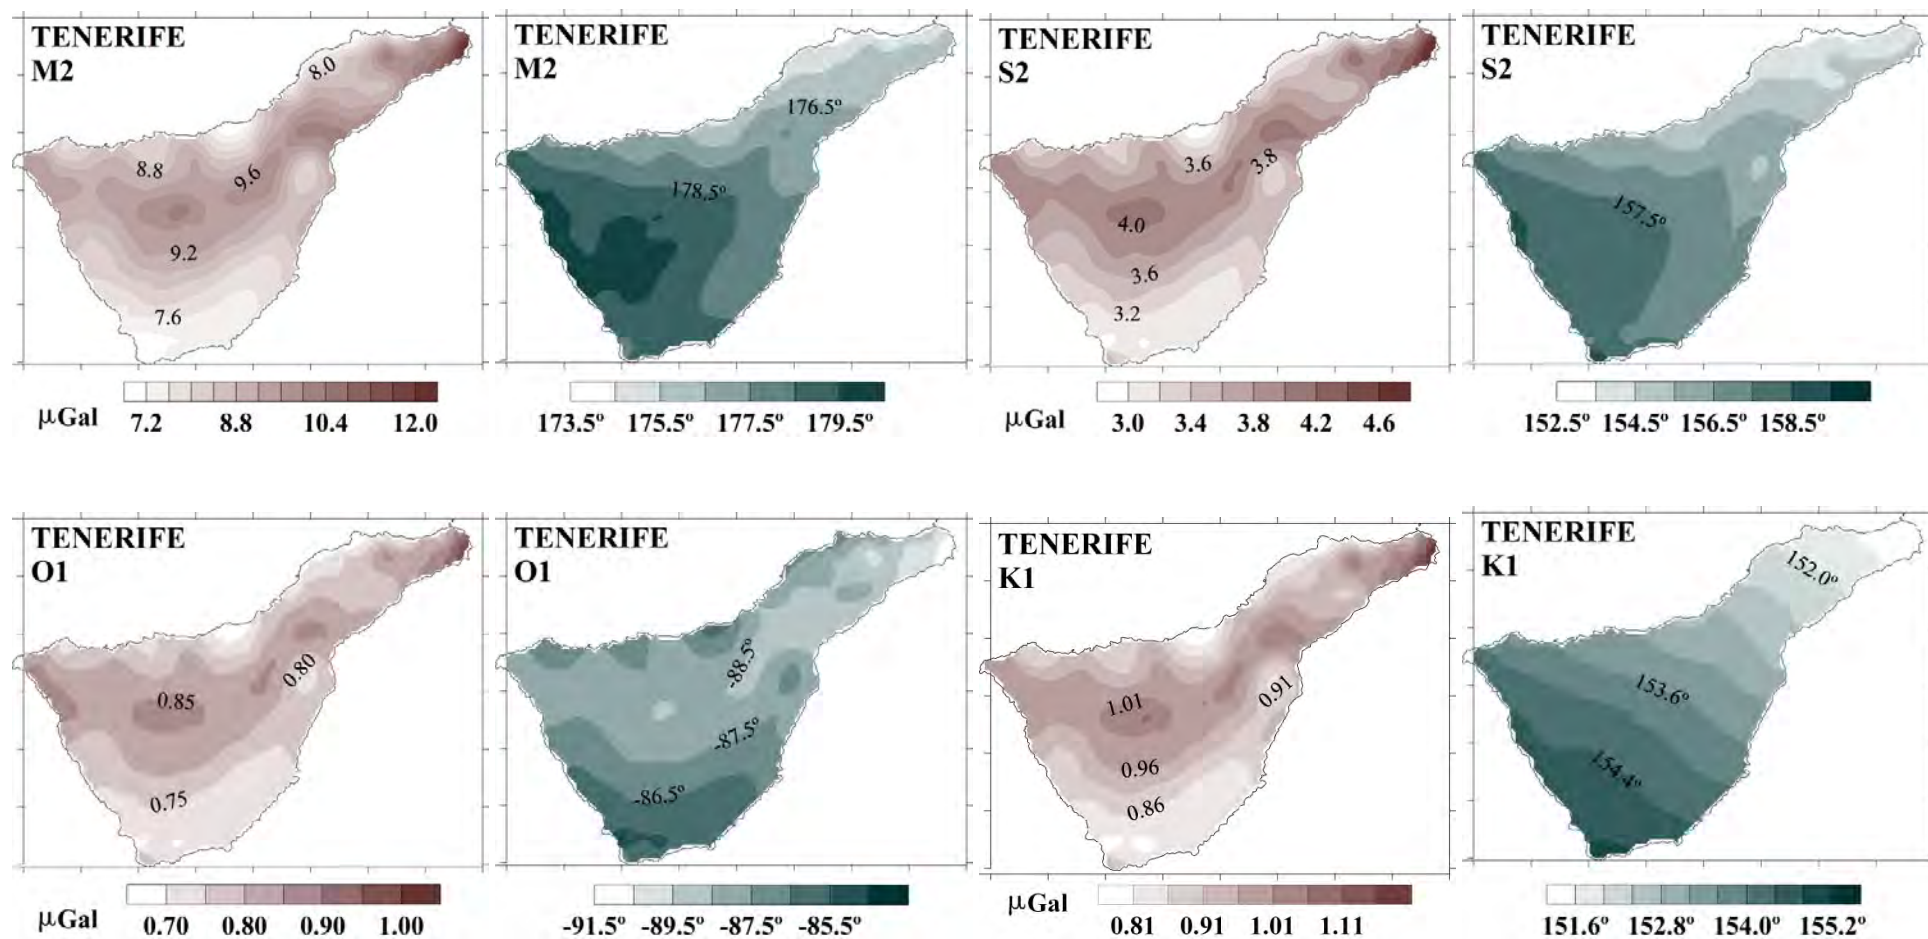 TENERIFE
M2
8.0
8.8
9.6
9.2
7.6
μGal
7.2 8.8 10.4 12.0
TENERIFE
M2
176.5º
178,5º
173.5º 175.5º 177.5º 179.5º
TENERIFE
S2
3.6
3.8
4.0
3.6
3.2
μGal
3.0 3.4 3.8 4.2 4.6
TENERIFE
S2
157.5º
152.5º 154.5º 156.5º 158.5º
TENERIFE
O1
0.80
0.85
0.75
μGal
0.70 0.80 0.90 1.00
TENERIFE
O1
-88.5º
-87.5º
-86.5º
-91.5º -89.5º -87.5º -85.5º
TENERIFE
K1
0.91
1.01
0.96
0.86
μGal
0.81 0.91 1.01 1.11
TENERIFE
K1
152.0º
153.6º
154.4º
151.6º 152.8º 154.0º 155.2º